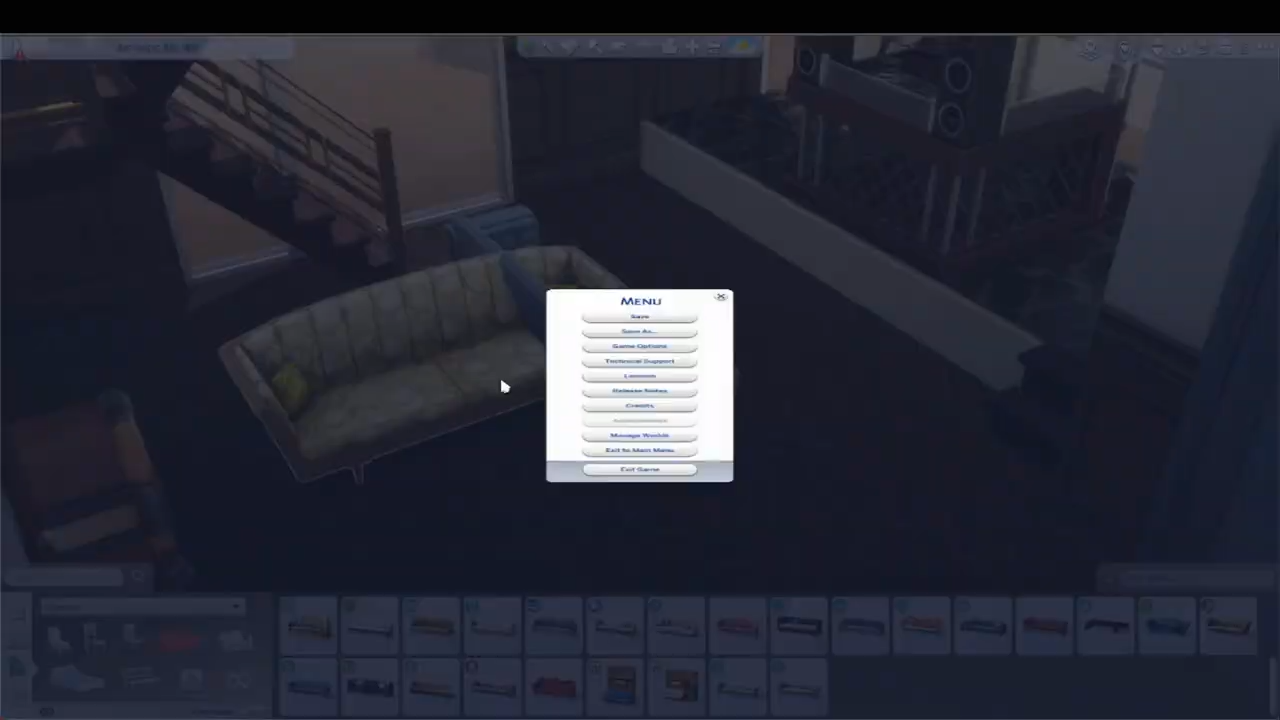 MENU
Save
Save As...
Game Options
Technical Support
Lessons
Release Notes
Credits
Manage Worlds
Exit to Main Menu
Exit Game